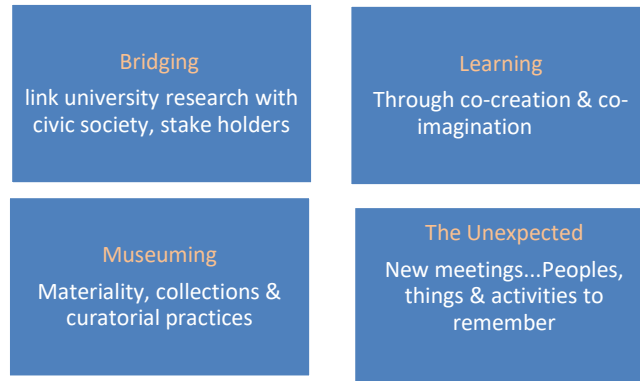 Bridging
link university research with
civic society, stake holders
Learning
Through co-creation & co-
imagination
Museuming
Materiality, collections &
curatorial practices
The Unexpected
New meetings...Peoples,
things & activities to
remember